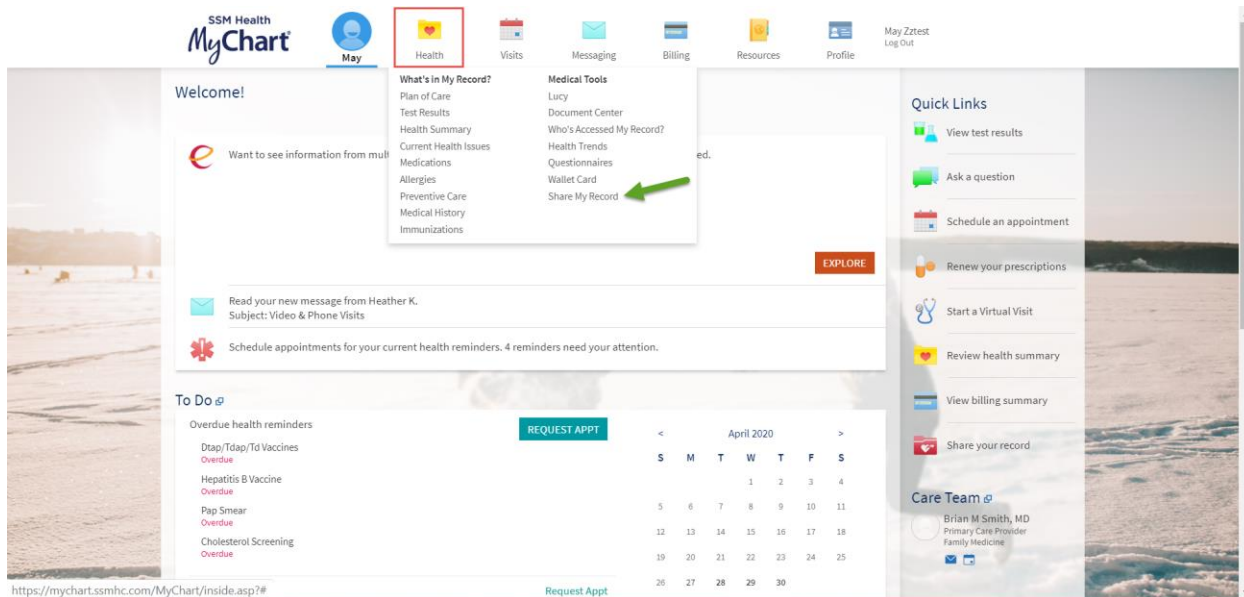 SSM Health
MyChart
May
Health
Visits
Messaging
Billing
Resources
Profile
May Zztest
Log Out
What's in My Record?
Plan of Care
Test Results
Health Summary
Current Health Issues
Medications
Allergies
Preventive Care
Medical History
Immunizations
Medical Tools
Lucy
Document Center
Who's Accessed My Record?
Health Trends
Questionnaires
Wallet Card
Share My Record
Welcome!
Want to see information from mul
ed.
EXPLORE
Read your new message from Heather K.
Subject: Video & Phone Visits
Schedule appointments for your current health reminders. 4 reminders need your attention.
To Do
Overdue health reminders
REQUEST APPT
Dtap/Tdap/Td Vaccines
Overdue
Hepatitis B Vaccine
Overdue
Pap Smear
Overdue
Cholesterol Screening
Overdue
Request Appt
< April 2020 >
S M T W T F S
1 2 3 4
5 6 7 8 9 10 11
12 13 14 15 16 17 18
19 20 21 22 23 24 25
26 27 28 29 30
Quick Links
View test results
Ask a question
Schedule an appointment
Renew your prescriptions
Start a Virtual Visit
Review health summary
View billing summary
Share your record
Care Team
Brian M Smith, MD
Primary Care Provider
Family Medicine
https://mychart.ssmhc.com/MyChart/inside.asp?#